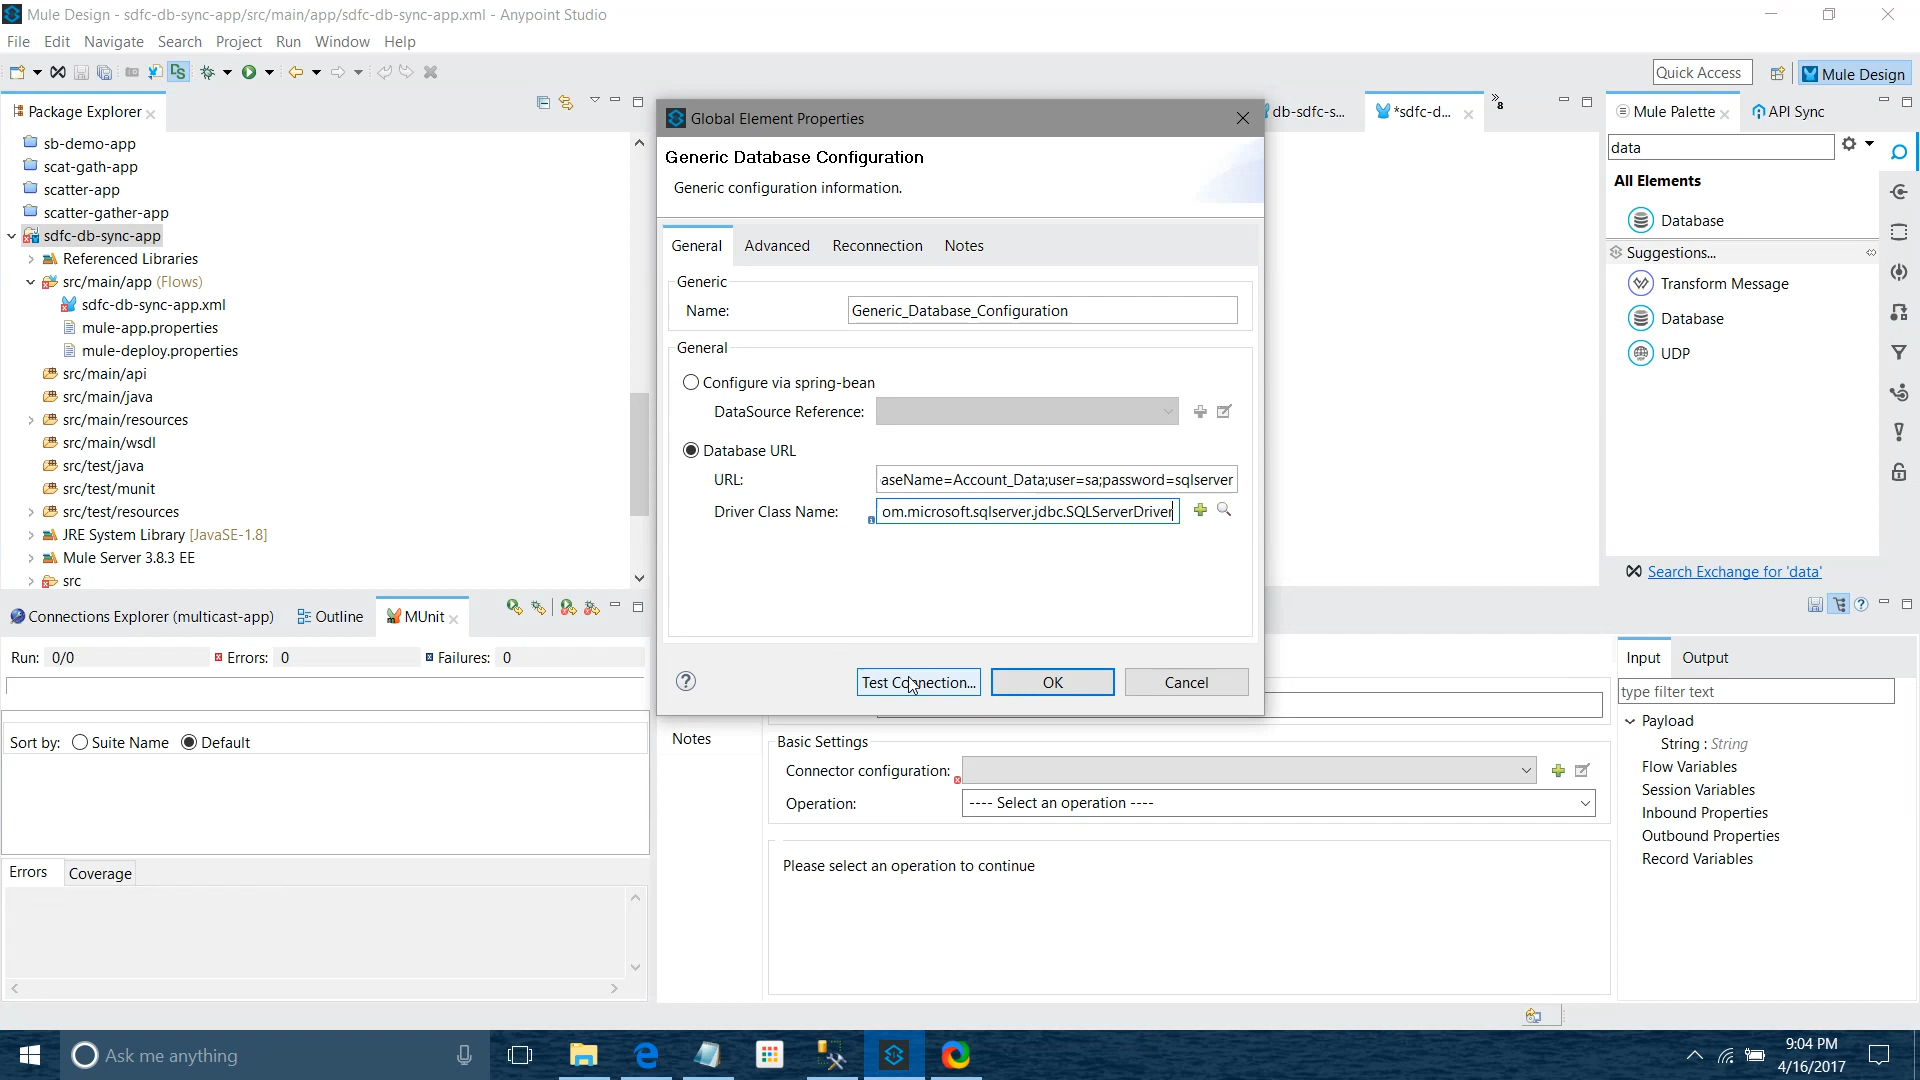 Mule Design - sdfc-db-sync-app/src/main/app/sdfc-db-sync-app.xml - Anypoint Studio
File Edit Navigate Search Project Run Window Help
Quick Access
Mule Design
Package Explorer
sb-demo-app
scat-gath-app
scatter-app
scatter-gather-app
sdfc-db-sync-app
Referenced Libraries
src/main/app (Flows)
sdfc-db-sync-app.xml
mule-app.properties
mule-deploy.properties
src/main/api
src/main/java
src/main/resources
src/main/wsdl
src/test/java
src/test/munit
src/test/resources
JRE System Library [JavaSE-1.8]
Mule Server 3.8.3 EE
src
Global Element Properties
Generic Database Configuration
Generic configuration information.
General Advanced Reconnection Notes
Generic
Name: Generic_Database_Configuration
General
Configure via spring-bean
DataSource Reference:
Database URL
URL: aseName=Account_Data;user=sa;password=sqlserver
Driver Class Name: om.microsoft.sqlserver.jdbc.SQLServerDriver
Test Connection... OK Cancel
db-sdfc-s... *sdfc-d... 8
Mule Palette API Sync
data
All Elements
Database
Suggestions...
Transform Message
Database
UDP
Search Exchange for 'data'
Connections Explorer (multicast-app) Outline MUnit
Run: 0/0 Errors: 0 Failures: 0
Sort by: Suite Name Default
Errors Coverage
Notes
Basic Settings
Connector configuration:
Operation: ---- Select an operation ----
Please select an operation to continue
Input Output
type filter text
Payload
String : String
Flow Variables
Session Variables
Inbound Properties
Outbound Properties
Record Variables
Ask me anything
9:04 PM
4/16/2017